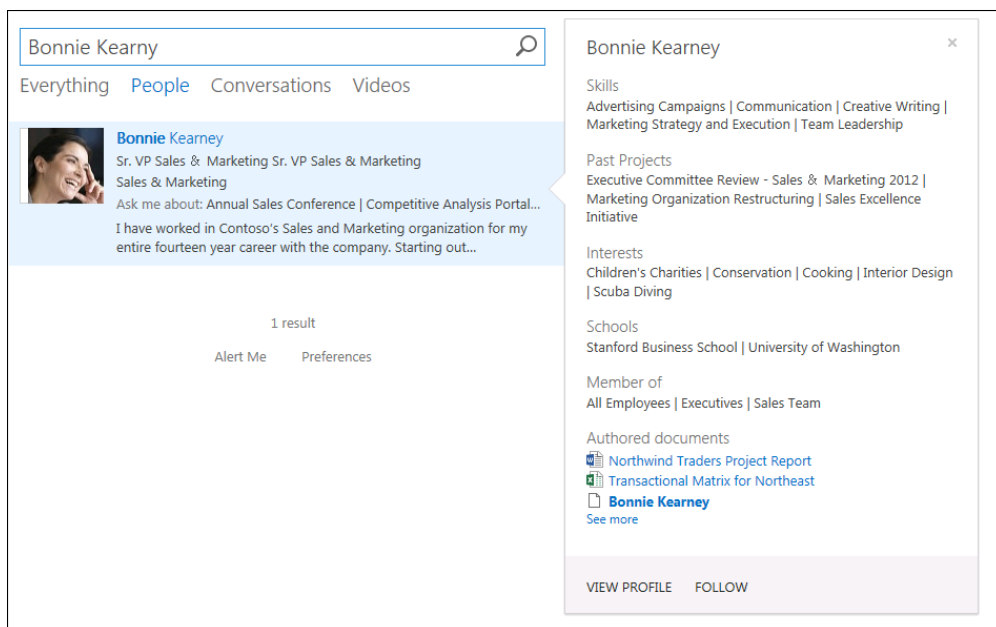 Bonnie Kearny
Everything People Conversations Videos
Bonnie Kearney
Sr. VP Sales & Marketing Sr. VP Sales & Marketing
Sales & Marketing
Ask me about: Annual Sales Conference | Competitive Analysis Portal...
I have worked in Contoso's Sales and Marketing organization for my
entire fourteen year career with the company. Starting out...
1 result
Alert Me Preferences
Bonnie Kearney
Skills
Advertising Campaigns | Communication | Creative Writing |
Marketing Strategy and Execution | Team Leadership
Past Projects
Executive Committee Review - Sales & Marketing 2012 |
Marketing Organization Restructuring | Sales Excellence
Initiative
Interests
Children's Charities | Conservation | Cooking | Interior Design
| Scuba Diving
Schools
Stanford Business School | University of Washington
Member of
All Employees | Executives | Sales Team
Authored documents
Northwind Traders Project Report
Transactional Matrix for Northeast
Bonnie Kearney
See more
VIEW PROFILE FOLLOW